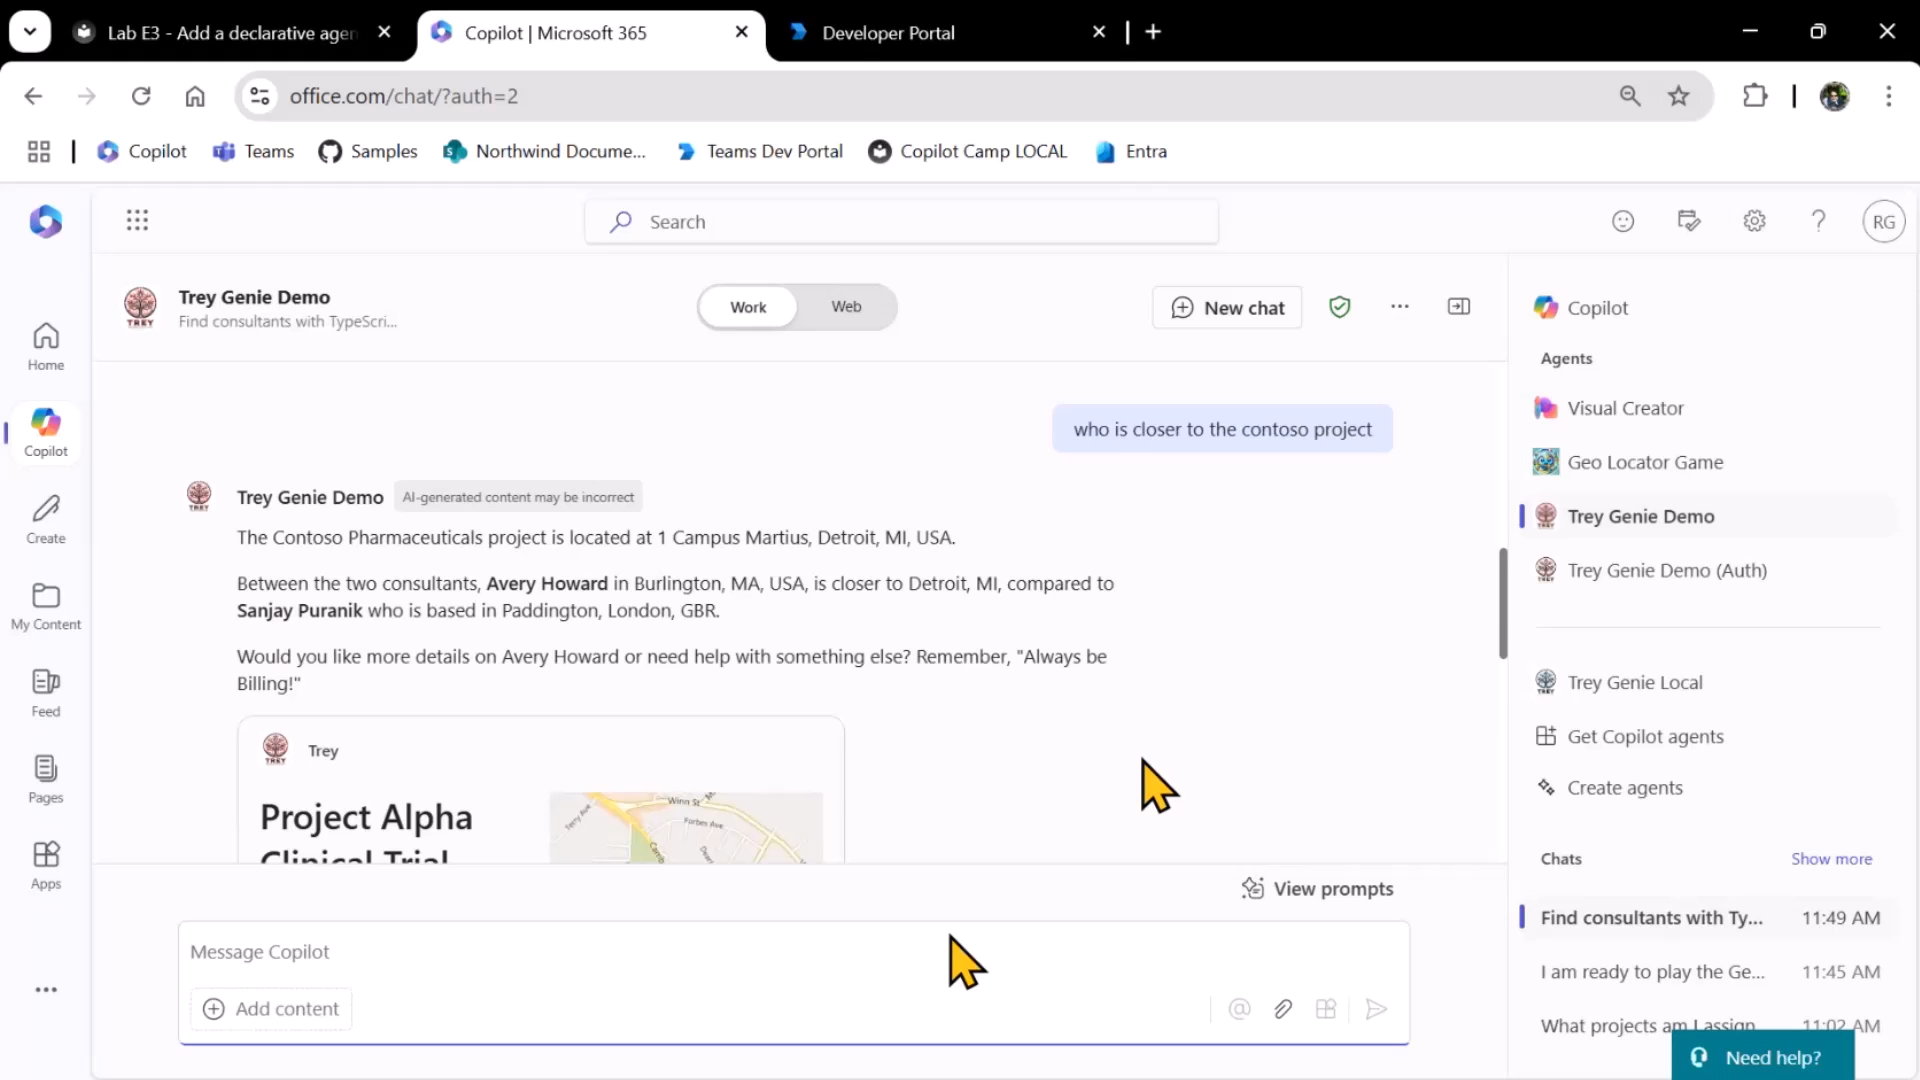 Lab E3 - Add a declarative agen
Copilot | Microsoft 365
Developer Portal
office.com/chat/?auth=2
Copilot
Teams
Samples
Northwind Docume...
Teams Dev Portal
Copilot Camp LOCAL
Entra
Search
RG
Trey Genie Demo
Find consultants with TypeScri...
Work
Web
New chat
Home
Copilot
Create
My Content
Feed
Pages
Apps
who is closer to the contoso project
TREY
Trey Genie Demo
AI-generated content may be incorrect
The Contoso Pharmaceuticals project is located at 1 Campus Martius, Detroit, MI, USA.
Between the two consultants, Avery Howard in Burlington, MA, USA, is closer to Detroit, MI, compared to
Sanjay Puranik who is based in Paddington, London, GBR.
Would you like more details on Avery Howard or need help with something else? Remember, "Always be
Billing!"
Trey
Project Alpha
Clinical Trial
Winn St
Terry Ave
Forbes Ave
View prompts
Message Copilot
Add content
Copilot
Agents
Visual Creator
Geo Locator Game
Trey Genie Demo
Trey Genie Demo (Auth)
Trey Genie Local
Get Copilot agents
Create agents
Chats
Show more
Find consultants with Ty...
11:49 AM
I am ready to play the Ge...
11:45 AM
What projects am I assign
11:02 AM
Need help?